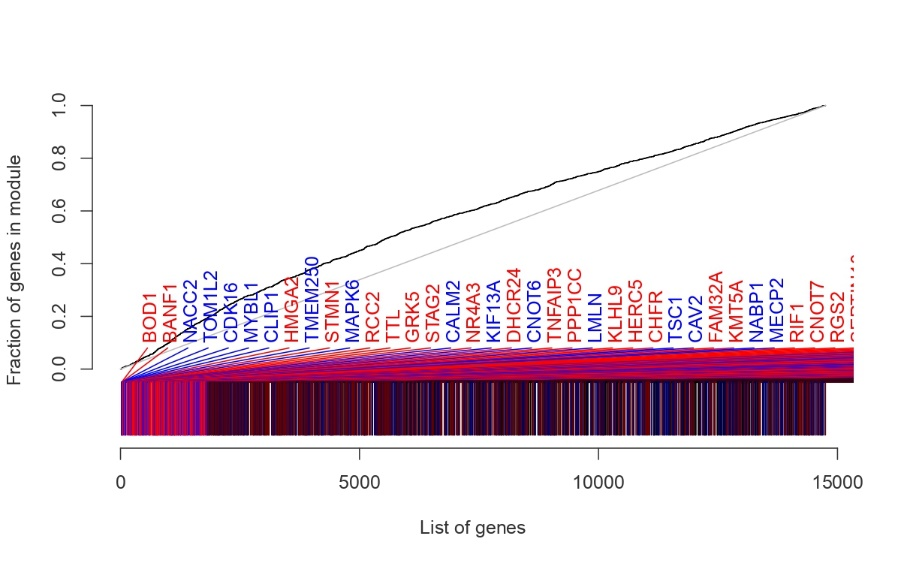 Fraction of genes in module
1.0
0.8
0.6
0.4
0.2
0.0
BOD1
BANF1
NACC2
TOM1L2
CDK16
MYBL1
CLIP1
HMGA2
TMEM250
STMN1
MAPK6
RCC2
TTL
GRK5
STAG2
CALM2
NR4A3
KIF13A
DHCR24
CNOT6
TNFAIP3
PPP1CC
LMLN
KLHL9
HERC5
CHFR
TSC1
CAV2
FAM32A
KMT5A
NABP1
MECP2
RIF1
CNOT7
RGS2
0
5000
10000
15000
List of genes